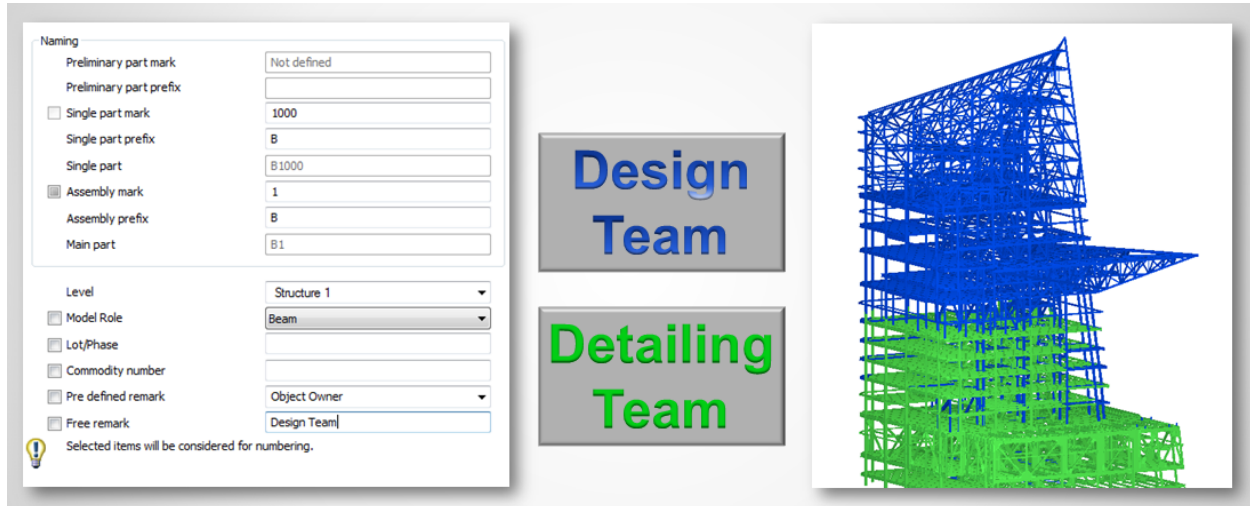 Naming
Preliminary part mark Not defined
Preliminary part prefix
Single part mark 1000
Single part prefix B
Single part B1000
Assembly mark 1
Assembly prefix B
Main part B1
Level Structure 1
Model Role Beam
Lot/Phase
Commodity number
Pre defined remark Object Owner
Free remark Design Team
Selected items will be considered for numbering.
Design
Team
Detailing
Team